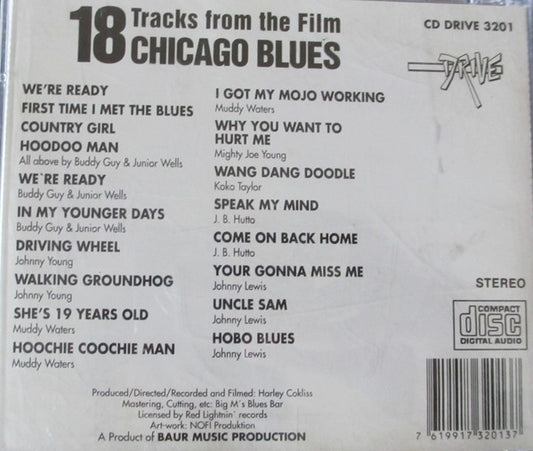 18 Tracks from the Film
CHICAGO BLUES
CD DRIVE 3201
DRIVE
WE'RE READY
FIRST TIME I MET THE BLUES
COUNTRY GIRL
HOODOO MAN
All above by Buddy Guy & Junior Wells
WE`RE READY
Buddy Guy & Junior Wells
IN MY YOUNGER DAYS
Buddy Guy & Junior Wells
DRIVING WHEEL
Johnny Young
WALKING GROUNDHOG
Johnny Young
SHE'S 19 YEARS OLD
Muddy Waters
HOOCHIE COOCHIE MAN
Muddy Waters
I GOT MY MOJO WORKING
Muddy Waters
WHY YOU WANT TO
HURT ME
Mighty Joe Young
WANG DANG DOODLE
Koko Taylor
SPEAK MY MIND
J. B. Hutto
COME ON BACK HOME
J. B. Hutto
YOUR GONNA MISS ME
Johnny Lewis
UNCLE SAM
Johnny Lewis
HOBO BLUES
Johnny Lewis
STEREO
COMPACT
disc
DIGITAL AUDIO
Produced/Directed/Recorded and Filmed: Harley Cokliss
Mastering, Cutting, etc: Big M's Blues Bar
Licensed by Red Lightnin' records
Art-work: NOFI Produktion
A Product of BAUR MUSIC PRODUCTION
7 619917 320137